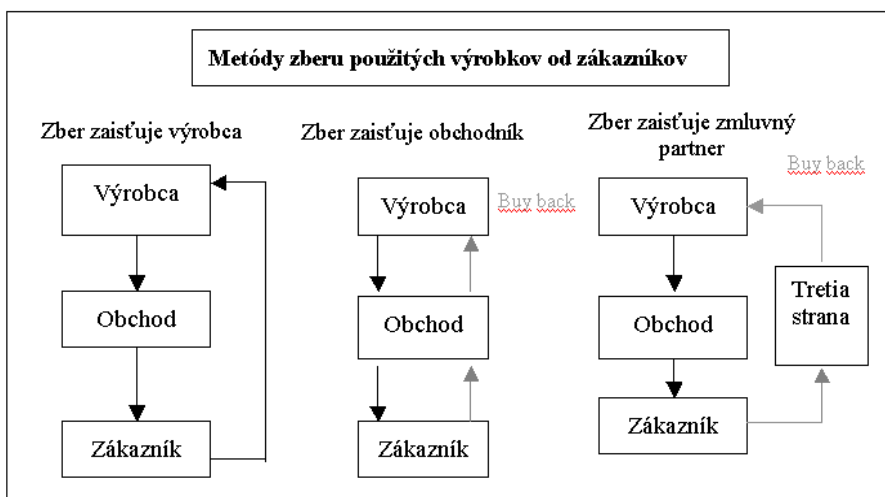 Metódy zberu použitých výrobkov od zákazníkov
Zber zaisťuje výrobca
Výrobca
Obchod
Zákazník
Zber zaisťuje obchodník
Výrobca
Buy back
Obchod
Zákazník
Zber zaisťuje zmluvný
partner
Buy back
Výrobca
Tretia
strana
Obchod
Zákazník